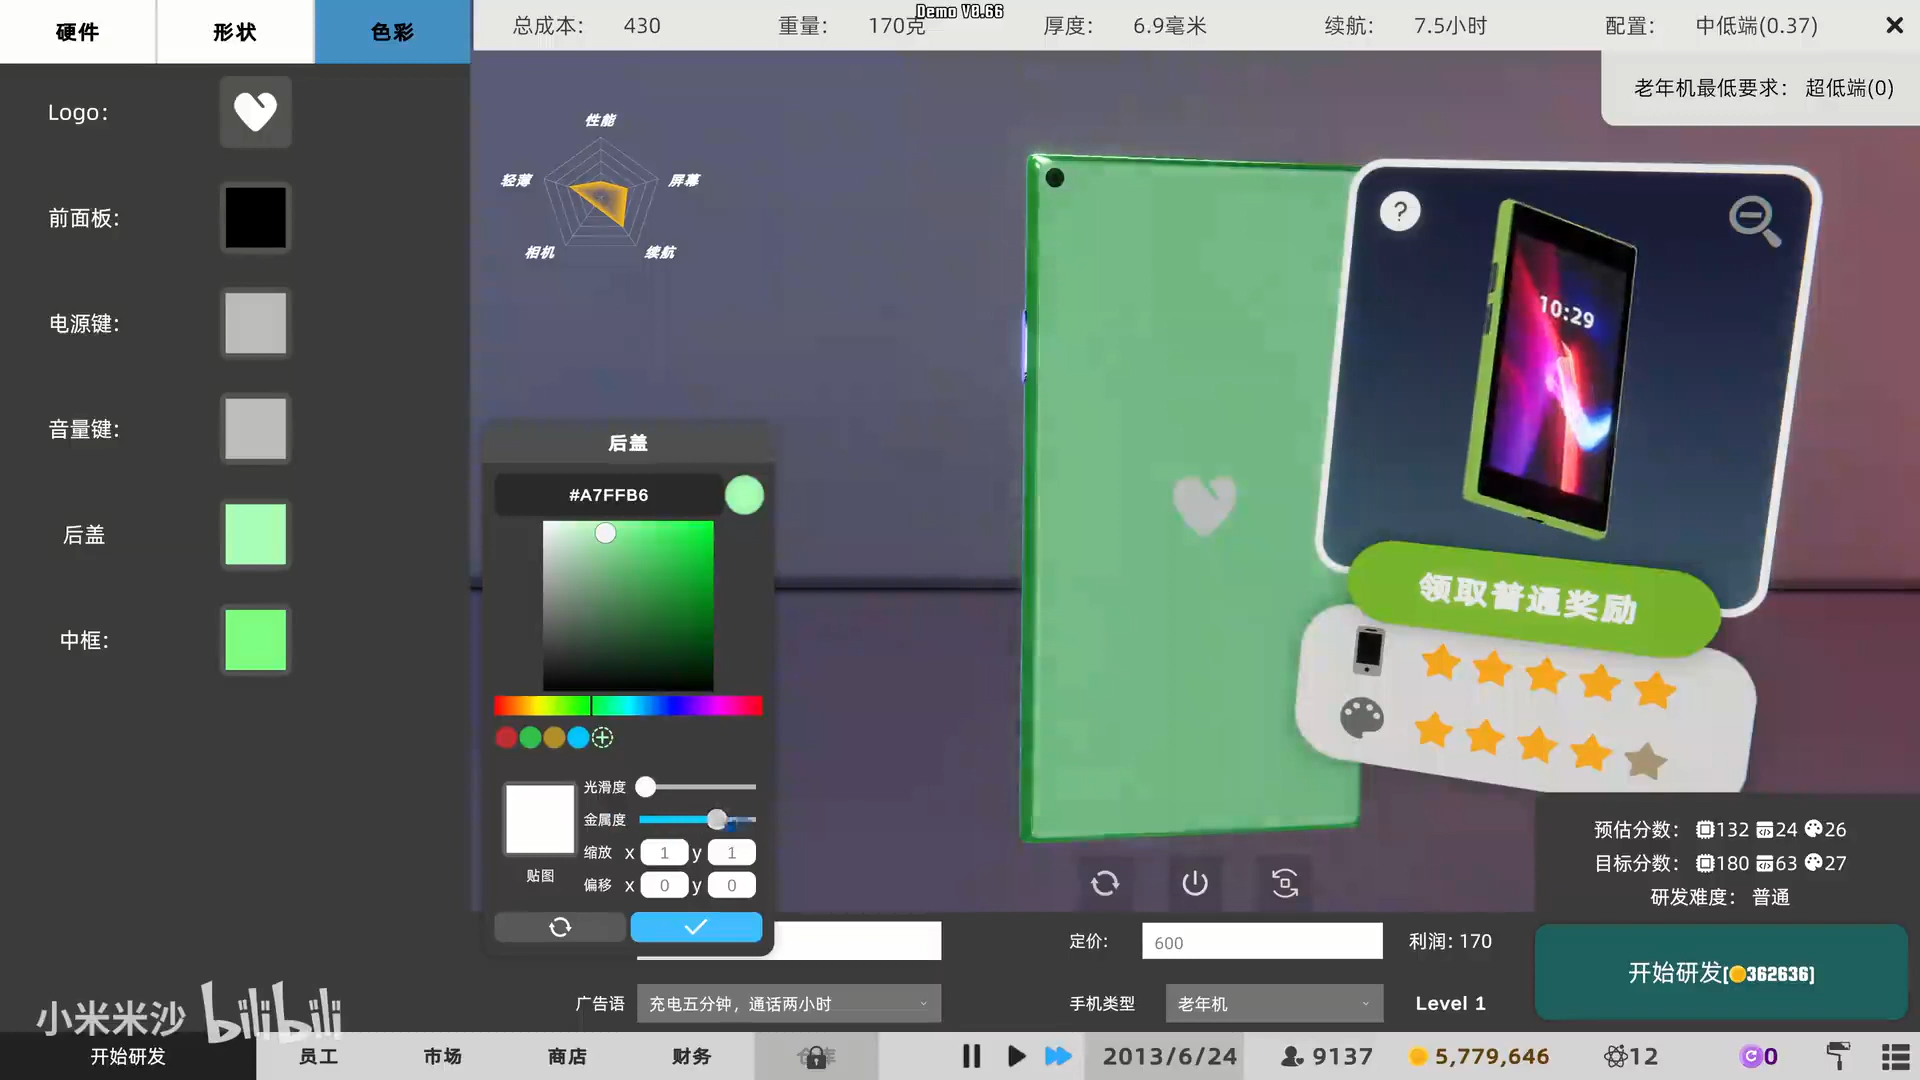 硬件
形状
色彩
总成本: 430
重量: 170克
Demo V0.66
厚度: 6.9毫米
续航: 7.5小时
配置: 中低端(0.37)
老年机最低要求: 超低端(0)
Logo:
前面板:
电源键:
音量键:
后盖
中框:
性能
屏幕
续航
相机
轻薄
后盖
#A7FFB6
光滑度
金属度
缩放 x 1 y 1
偏移 x 0 y 0
贴图
?
10:29
领取普通奖励
预估分数: 132 24 26
目标分数: 180 63 27
研发难度: 普通
定价: 600
利润: 170
开始研发[362636]
广告语 充电五分钟，通话两小时
手机类型 老年机
Level 1
小米米沙 bilibili
开始研发
员工
市场
商店
财务
2013/6/24
9137
5,779,646
12
0